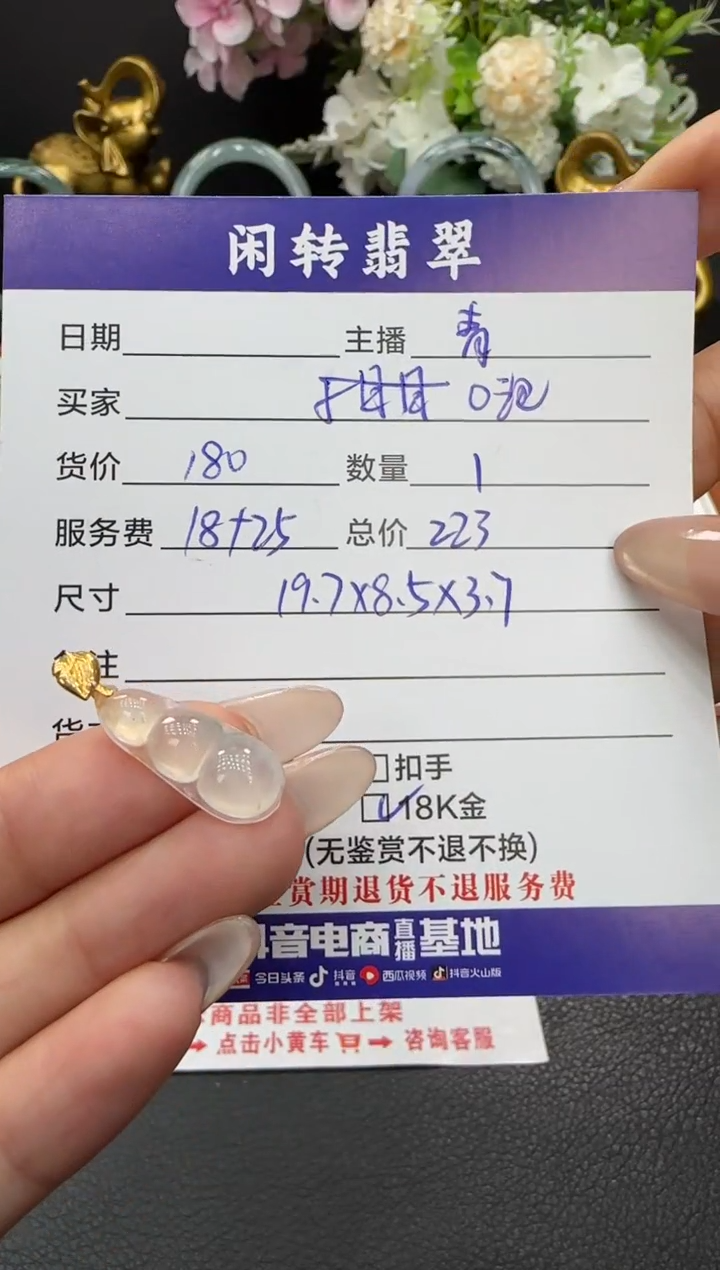 闲转翡翠
日期 主播 青
买家
货价 180 数量 1
服务费 18+25 总价 223
尺寸 19.7X8.5X3.7
注
扣手
18K金
(无鉴赏不退不换)
赏期退货不退服务费
抖音电商直播基地
今日头条 抖音 西瓜视频 抖音火山版
商品非全部上架
点击小黄车 咨询客服